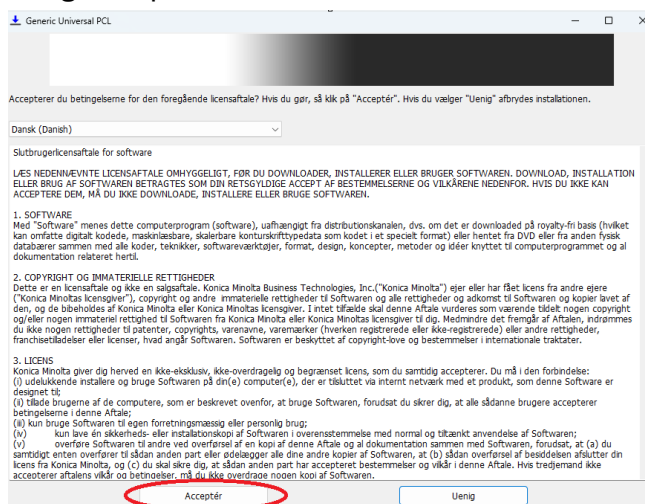 Generic Universal PCL
Accepterer du betingelserne for den foregående licensaftale? Hvis du gør, så klik på "Acceptér". Hvis du vælger "Uenig" afbrydes installationen.
Dansk (Danish)
Slutbrugerlicensaftale for software
LÆS NEDENNÆVNTE LICENSAFTALE OMHYGGELIGT, FØR DU DOWNLOADER, INSTALLERER ELLER BRUGER SOFTWAREN. DOWNLOAD, INSTALLATION
ELLER BRUG AF SOFTWAREN BETRAGTES SOM DIN RETSGYLDIGE ACCEPT AF BESTEMMELSERNE OG VILKÅRENE NEDENFOR. HVIS DU IKKE KAN
ACCEPTERE DEM, MÅ DU IKKE DOWNLOADE, INSTALLERE ELLER BRUGE SOFTWAREN.
1. SOFTWARE
Med "Software" menes dette computerprogram (software), uafhængigt fra distributionskanalen, dvs. om det er downloaded på royalty-fri basis (hvilket
kan omfatte digitalt kodede, maskinlæsbare, skalerbare konturskrifttypedata som kodet i et specielt format) eller hentet fra DVD eller fra anden fysisk
databærer sammen med alle koder, teknikker, softwareværktøjer, format, design, koncepter, metoder og idéer knyttet til computerprogrammet og al
dokumentation relateret hertil.
2. COPYRIGHT OG IMMATERIELLE RETTIGHEDER
Dette er en licensaftale og ikke en salgsaftale. Konica Minolta Business Technologies, Inc.("Konica Minolta") ejer eller har fået licens fra andre ejere
("Konica Minoltas licensgiver"), copyright og andre immaterielle rettigheder til Softwaren og alle rettigheder og adkomst til Softwaren og kopier lavet af
den, og de bibeholdes af Konica Minolta eller Konica Minoltas licensgiver. I intet tilfælde skal denne Aftale vurderes som værende tildelt nogen copyright
og/eller nogen immateriel rettighed til Softwaren fra Konica Minolta eller Konica Minoltas licensgiver til dig. Medmindre det fremgår af Aftalen, indrømmes
du ikke nogen rettigheder til patenter, copyrights, varenavne, varemærker (hverken registrerede eller ikke-registrerede) eller andre rettigheder,
franchisetilladelser eller licenser, hvad angår Softwaren. Softwaren er beskyttet af copyright-love og bestemmelser i internationale traktater.
3. LICENS
Konica Minolta giver dig herved en ikke-eksklusiv, ikke-overdragelig og begrænset licens, som du samtidig accepterer. Du må i den forbindelse:
(i) udelukkende installere og bruge Softwaren på din(e) computer(e), der er tilsluttet via internt netværk med et produkt, som denne Software er
designet til;
(ii) tillade brugerne af de computere, som er beskrevet ovenfor, at bruge Softwaren, forudsat du sikrer dig, at alle sådanne brugere accepterer
betingelserne i denne Aftale;
(iii) kun bruge Softwaren til egen forretningsmæssig eller personlig brug;
(iv) kun lave én sikkerheds- eller installationskopi af Softwaren i overensstemmelse med normal og tiltænkt anvendelse af Softwaren;
(v) overføre Softwaren til andre ved overførsel af en kopi af denne Aftale og al dokumentation sammen med Softwaren, forudsat, at (a) du
samtidigt enten overfører til sådan anden part eller ødelægger alle dine andre kopier af Softwaren, at (b) sådan overførsel af besiddelsen afslutter din
licens fra Konica Minolta, og (c) du skal sikre dig, at sådan anden part har accepteret bestemmelser og vilkår i denne Aftale. Hvis tredjemand ikke
accepterer aftalens vilkår og betingelser, må du ikke overdrage nogen kopi af Softwaren.
Acceptér
Uenig